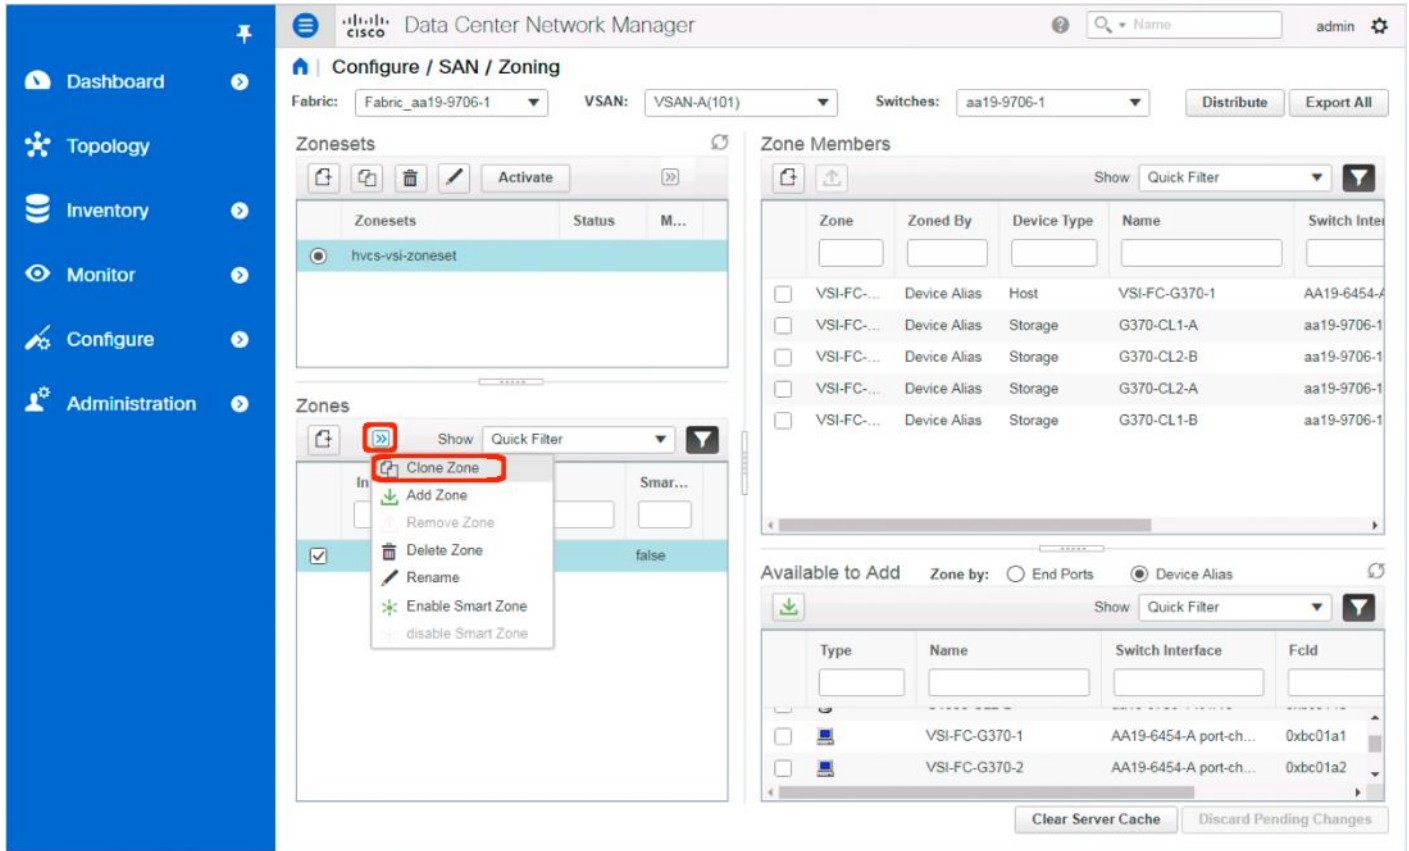 cisco Data Center Network Manager
Name
admin
Dashboard
Topology
Inventory
Monitor
Configure
Administration
Configure / SAN / Zoning
Fabric: Fabric_aa19-9706-1 VSAN: VSAN-A(101) Switches: aa19-9706-1 Distribute Export All
Zonesets
Activate
Zonesets Status M...
hvcs-vsi-zoneset
Zones
Show Quick Filter
In Smar...
false
Clone Zone
Add Zone
Remove Zone
Delete Zone
Rename
Enable Smart Zone
disable Smart Zone
Zone Members
Show Quick Filter
Zone Zoned By Device Type Name Switch Inter
VSI-FC-... Device Alias Host VSI-FC-G370-1 AA19-6454-A
VSI-FC-... Device Alias Storage G370-CL1-A aa19-9706-1
VSI-FC-... Device Alias Storage G370-CL2-B aa19-9706-1
VSI-FC-... Device Alias Storage G370-CL2-A aa19-9706-1
VSI-FC-... Device Alias Storage G370-CL1-B aa19-9706-1
Available to Add Zone by: End Ports Device Alias
Show Quick Filter
Type Name Switch Interface FcId
VSI-FC-G370-1 AA19-6454-A port-ch... 0xbc01a1
VSI-FC-G370-2 AA19-6454-A port-ch... 0xbc01a2
Clear Server Cache Discard Pending Changes